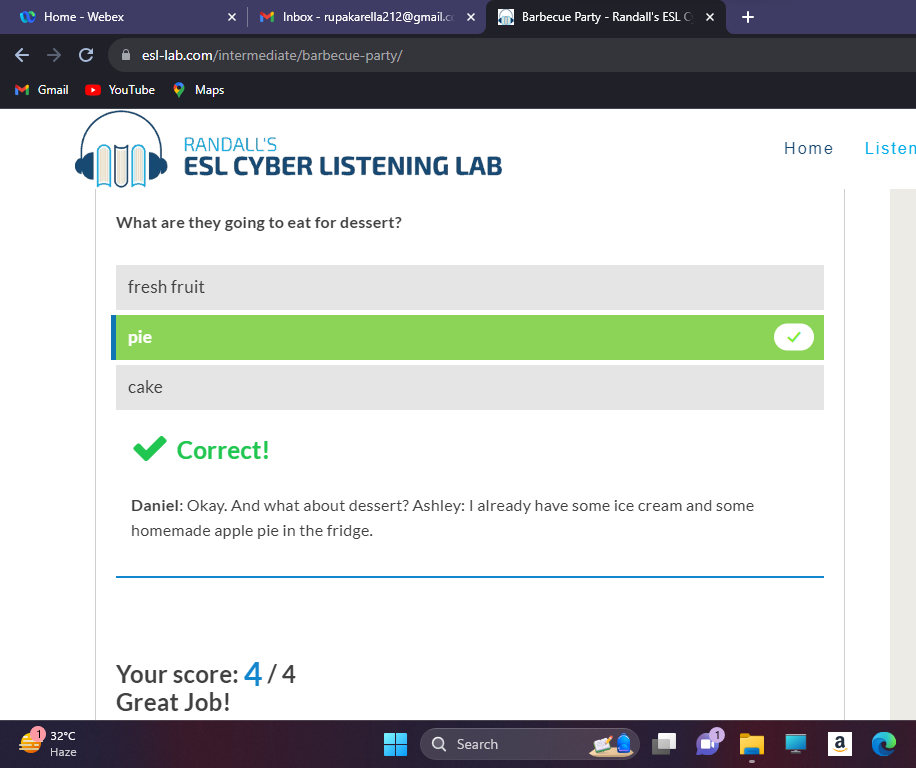 Home - Webex
Inbox - rupakarella212@gmail.c
Barbecue Party - Randall's ESL C
esl-lab.com/intermediate/barbecue-party/
Gmail
YouTube
Maps
RANDALL'S
ESL CYBER LISTENING LAB
Home
Listen
What are they going to eat for dessert?
fresh fruit
pie
cake
Correct!
Daniel: Okay. And what about dessert? Ashley: I already have some ice cream and some
homemade apple pie in the fridge.
Your score: 4 / 4
Great Job!
1
32°C
Haze
Search
1
a